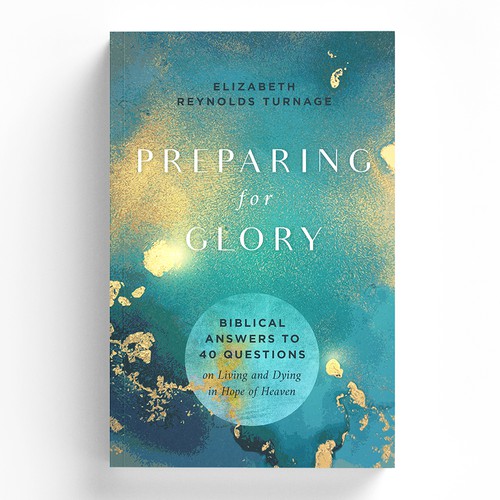 ELIZABETH
REYNOLDS TURNAGE
PREPARING
for
GLORY
BIBLICAL
ANSWERS TO
40 QUESTIONS
on Living and Dying
in Hope of Heaven